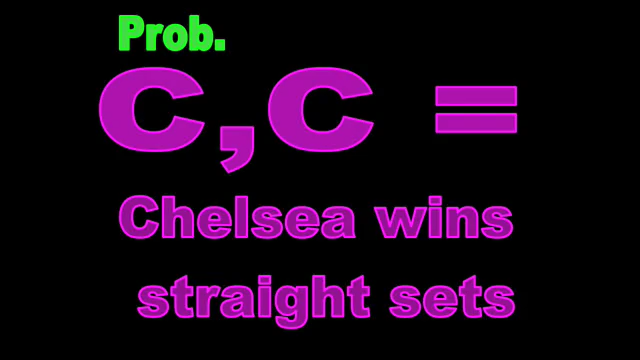 Prob.
C,C =
Chelsea wins
straight sets